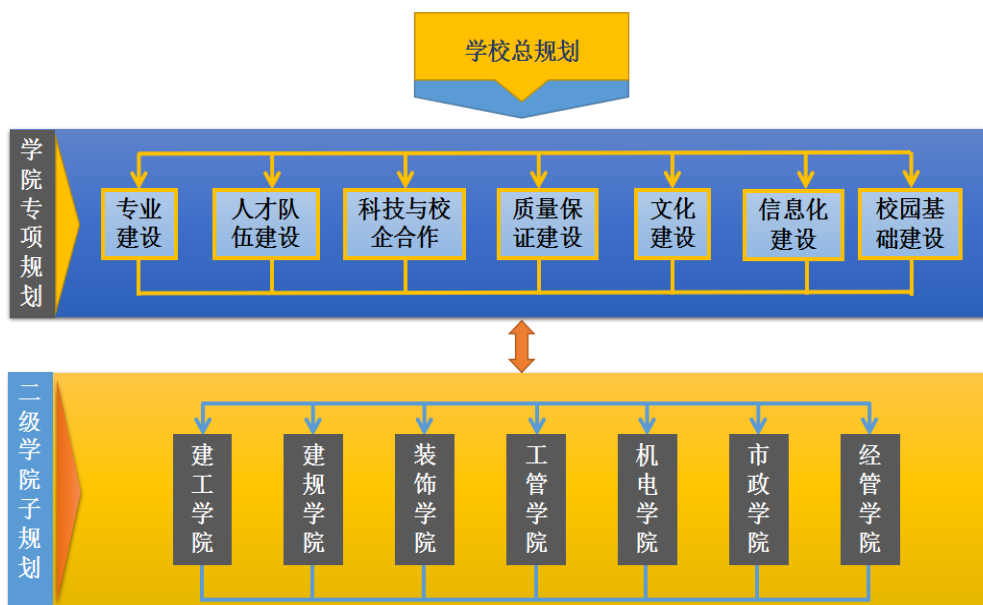 学校总规划
学院专项规划
专业
建设
人才队
伍建设
科技与校
企合作
质量保
证建设
文化
建设
信息化
建设
校园基
础建设
二级学院子规划
建工学院
建规学院
装饰学院
工管学院
机电学院
市政学院
经管学院